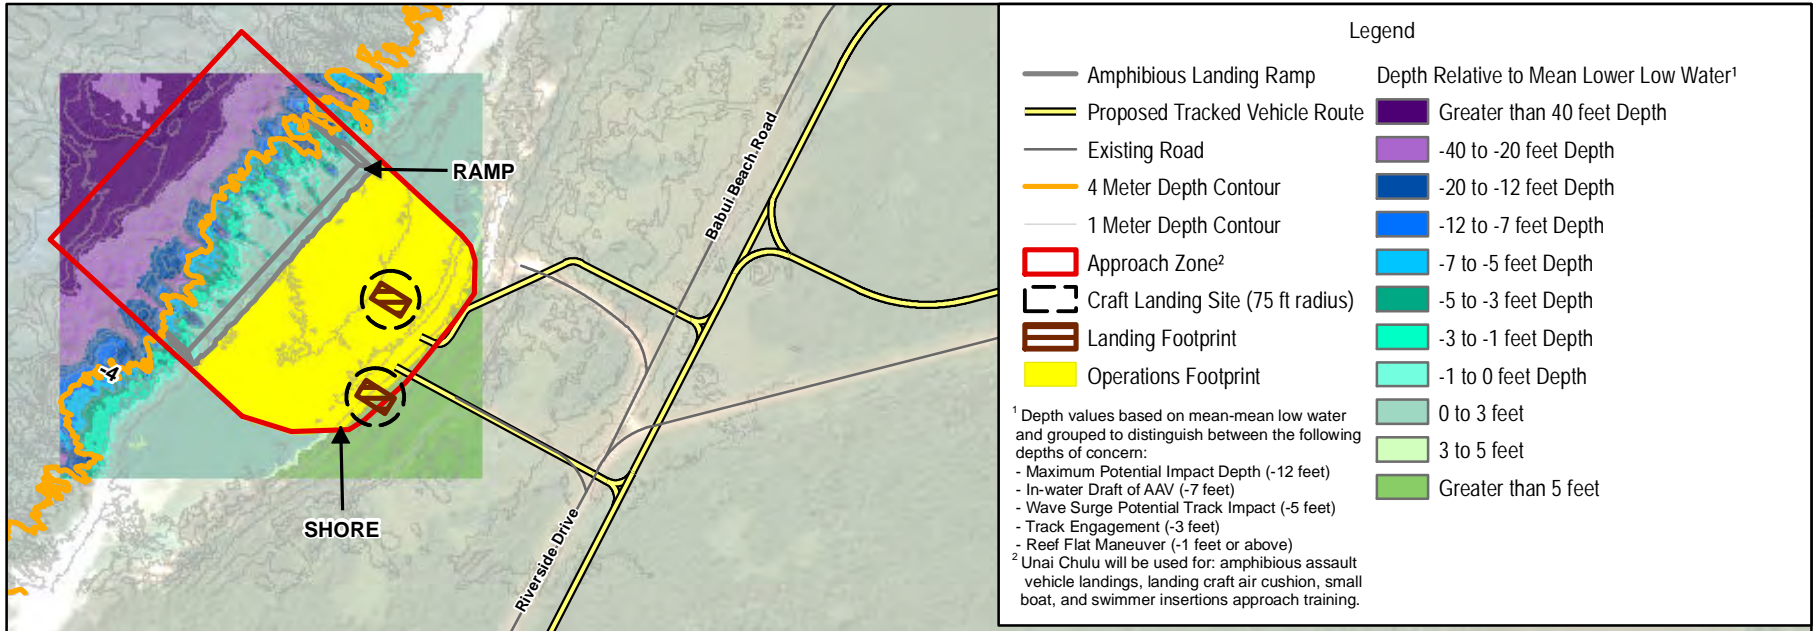 RAMP
-4
SHORE
Babui Beach Road
Riverside Drive
Legend
Amphibious Landing Ramp
Proposed Tracked Vehicle Route
Existing Road
4 Meter Depth Contour
1 Meter Depth Contour
Approach Zone²
Craft Landing Site (75 ft radius)
Landing Footprint
Operations Footprint
¹ Depth values based on mean-mean low water
and grouped to distinguish between the following
depths of concern:
- Maximum Potential Impact Depth (-12 feet)
- In-water Draft of AAV (-7 feet)
- Wave Surge Potential Track Impact (-5 feet)
- Track Engagement (-3 feet)
- Reef Flat Maneuver (-1 feet or above)
² Unai Chulu will be used for: amphibious assault
vehicle landings, landing craft air cushion, small
boat, and swimmer insertions approach training.
Depth Relative to Mean Lower Low Water¹
Greater than 40 feet Depth
-40 to -20 feet Depth
-20 to -12 feet Depth
-12 to -7 feet Depth
-7 to -5 feet Depth
-5 to -3 feet Depth
-3 to -1 feet Depth
-1 to 0 feet Depth
0 to 3 feet
3 to 5 feet
Greater than 5 feet